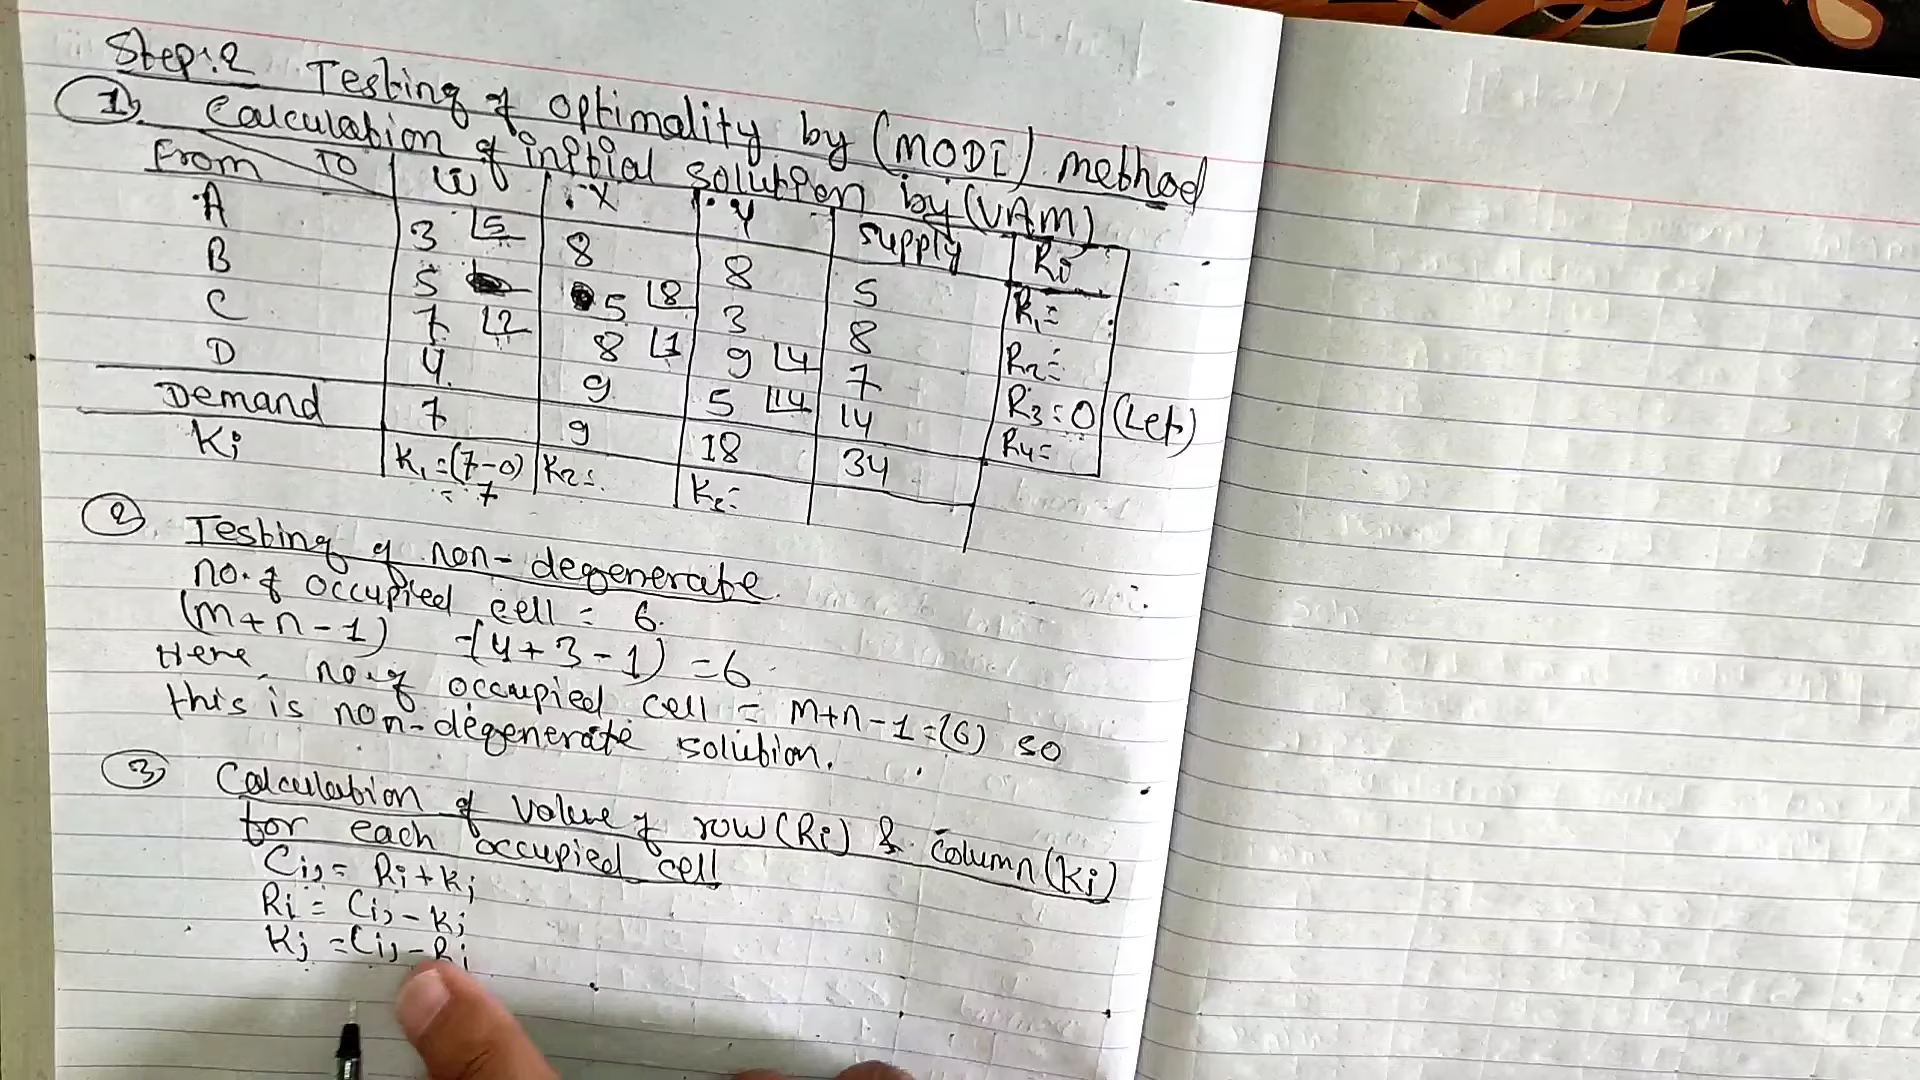 Step:2 Testing of optimality by (MODI) method
1). Calculation of initial solution by (VAM)
From TO W X Y supply Ri
A 3 5 8 8 5 R1=
B 5 5 8 3 8 R2=
C 7 2 8 1 9 4 7 R3=0 (Let)
D 4 9 5 14 14 R4=
Demand 7 9 18 34
Kj K1=(7-0) K2= K3=
= 7
2 Testing of non-degenerate
no. of occupied cell = 6.
(m+n-1) =(4+3-1) =6
Here, no. of occupied cell = m+n-1=(6) so
this is non-degenerate solution.
3 Calculation of value of row(Ri) & column(Kj)
for each occupied cell
Cij = Ri+Kj
Ri = Cij-Kj
Kj =Cij-Ri